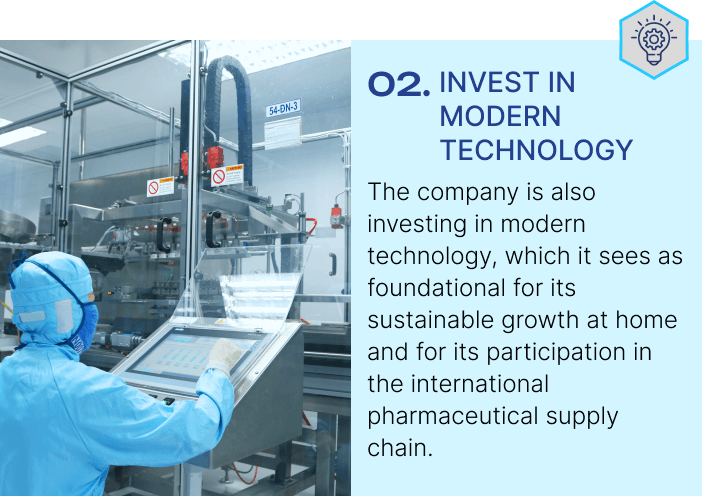 54-ĐN-3
02. INVEST IN
MODERN
TECHNOLOGY
The company is also
investing in modern
technology, which it sees as
foundational for its
sustainable growth at home
and for its participation in
the international
pharmaceutical supply
chain.